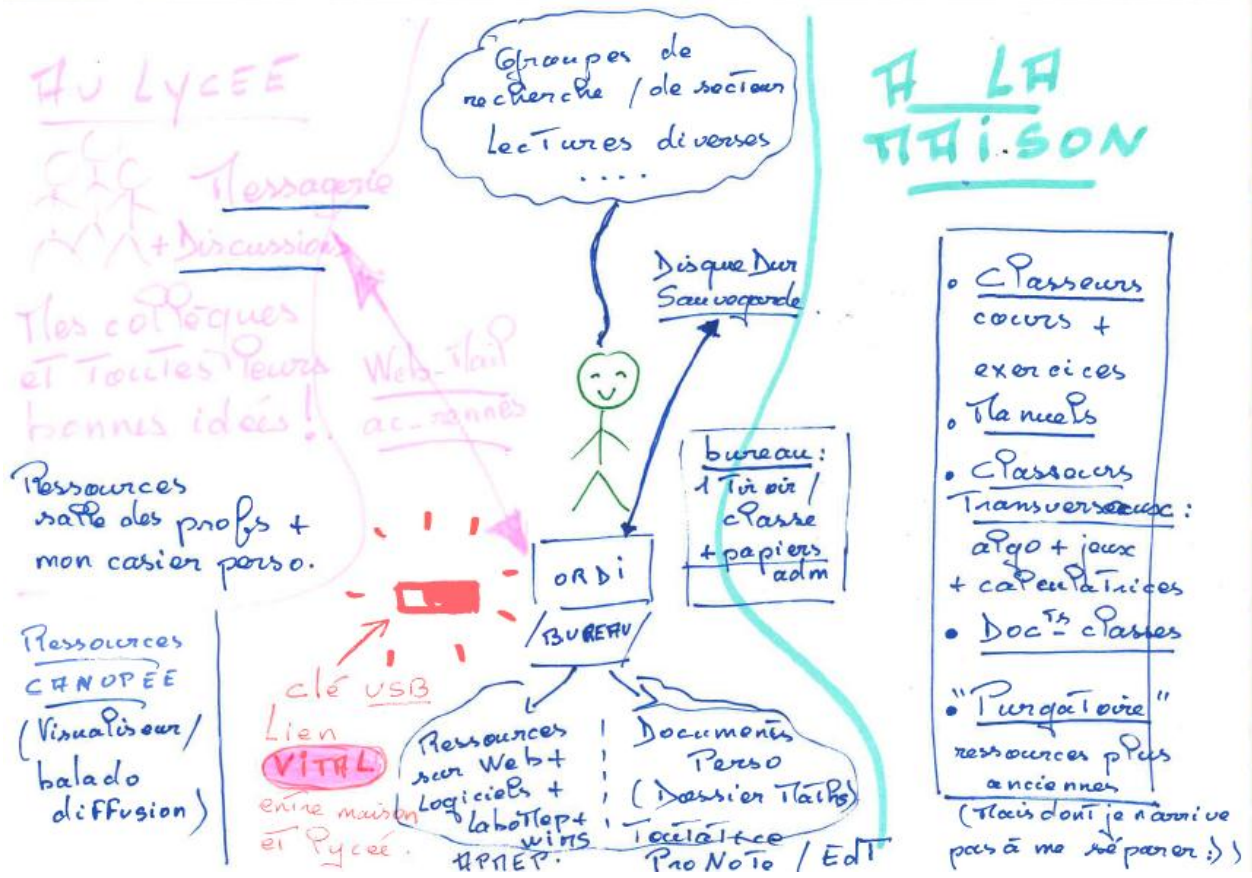 AU LYCEE
Messagerie
+ Discussions
Mes collègues
et toutes leurs
bonnes idées !
Web-Mail
ac-rennes
Ressources
salle des profs +
mon casier perso.
Ressources
CANOPEE
(Visualiseur /
balado
diffusion)
Groupes de
recherche / de secteur
Lectures diverses
....
Disque Dur
Sauvegarde
ORDI
BUREAU
bureau :
1 Tiroir /
classe
+ papiers
adm
clé USB
Lien
VITAL
entre maison
et lycée.
Ressources
sur Web +
Logiciels +
LaboMep +
wims
APMEP.
Documents
Perso
(Dossier Maths)
Toutatice
ProNote / EdT
A LA
MAISON
• Classeurs
cours +
exercices
• Manuels
• Classeurs
Transversaux :
algo + jeux
+ calculatrices
• Docts classes
• "Purgatoire"
ressources plus
anciennes
(Mais dont je n'arrive
pas à me séparer :))